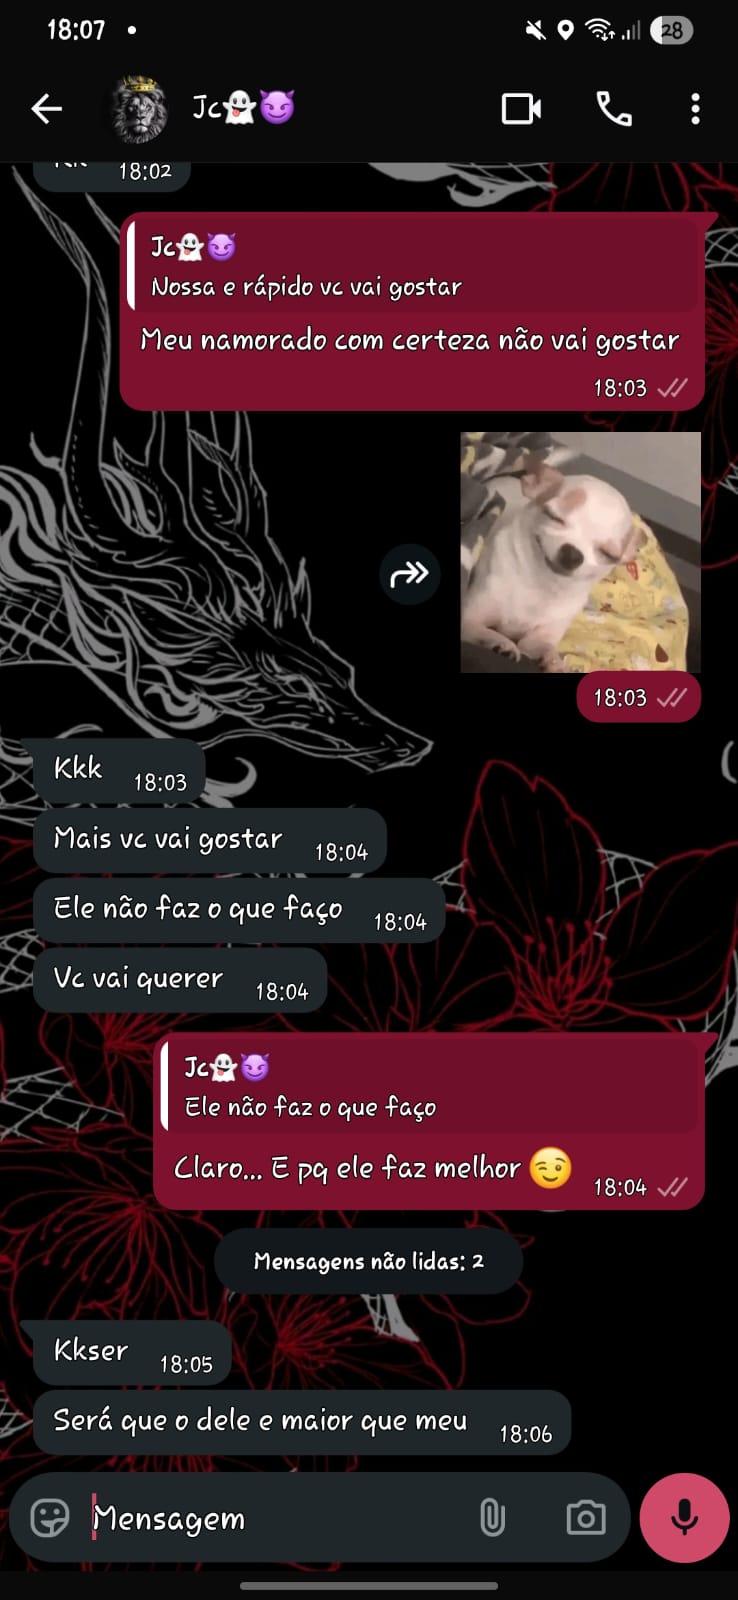 18:07
28
Jc👻😈
18:02
Jc👻😈
Nossa e rápido vc vai gostar
Meu namorado com certeza não vai gostar
18:03
18:03
Kkk 18:03
Mais vc vai gostar 18:04
Ele não faz o que faço 18:04
Vc vai querer 18:04
Jc👻😈
Ele não faz o que faço
Claro... E pq ele faz melhor 😉 18:04
Mensagens não lidas: 2
Kkser 18:05
Será que o dele e maior que meu 18:06
Mensagem